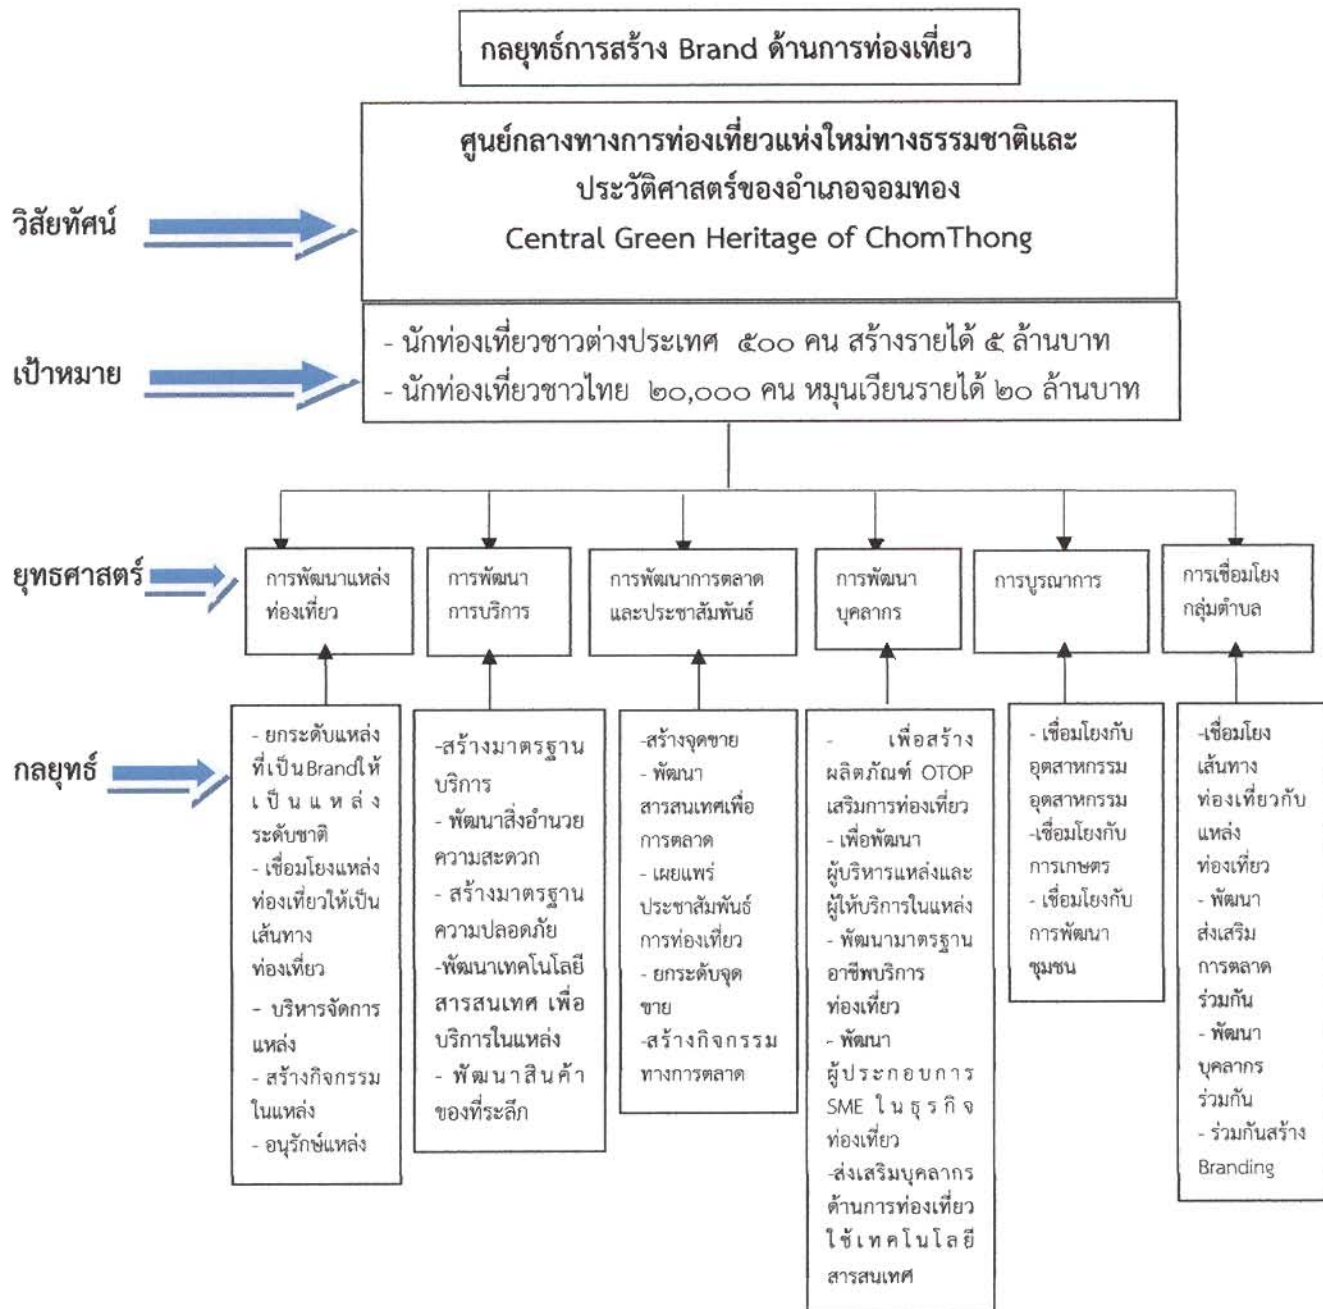 กลยุทธ์การสร้าง Brand ด้านการท่องเที่ยว
วิสัยทัศน์
ศูนย์กลางทางการท่องเที่ยวแห่งใหม่ทางธรรมชาติและ
ประวัติศาสตร์ของอำเภอจอมทอง
Central Green Heritage of ChomThong
เป้าหมาย
- นักท่องเที่ยวชาวต่างประเทศ ๕๐๐ คน สร้างรายได้ ๕ ล้านบาท
- นักท่องเที่ยวชาวไทย ๒๐,๐๐๐ คน หมุนเวียนรายได้ ๒๐ ล้านบาท
ยุทธศาสตร์
การพัฒนาแหล่ง
ท่องเที่ยว
การพัฒนา
การบริการ
การพัฒนาการตลาด
และประชาสัมพันธ์
การพัฒนา
บุคลากร
การบูรณาการ
การเชื่อมโยง
กลุ่มตำบล
กลยุทธ์
- ยกระดับแหล่ง
ที่เป็นBrandให้
เป็นแหล่ง
ระดับชาติ
- เชื่อมโยงแหล่ง
ท่องเที่ยวให้เป็น
เส้นทาง
ท่องเที่ยว
- บริหารจัดการ
แหล่ง
- สร้างกิจกรรม
ในแหล่ง
- อนุรักษ์แหล่ง
-สร้างมาตรฐาน
บริการ
- พัฒนาสิ่งอำนวย
ความสะดวก
- สร้างมาตรฐาน
ความปลอดภัย
-พัฒนาเทคโนโลยี
สารสนเทศ เพื่อ
บริการในแหล่ง
- พัฒนาสินค้า
ของที่ระลึก
-สร้างจุดขาย
- พัฒนา
สารสนเทศเพื่อ
การตลาด
- เผยแพร่
ประชาสัมพันธ์
การท่องเที่ยว
- ยกระดับจุด
ขาย
-สร้างกิจกรรม
ทางการตลาด
- เพื่อสร้าง
ผลิตภัณฑ์ OTOP
เสริมการท่องเที่ยว
- เพื่อพัฒนา
ผู้บริหารแหล่งและ
ผู้ให้บริการในแหล่ง
- พัฒนามาตรฐาน
อาชีพบริการ
ท่องเที่ยว
- พัฒนา
ผู้ประกอบการ
SME ในธุรกิจ
ท่องเที่ยว
-ส่งเสริมบุคลากร
ด้านการท่องเที่ยว
ใช้เทคโนโลยี
สารสนเทศ
- เชื่อมโยงกับ
อุตสาหกรรม
อุตสาหกรรม
-เชื่อมโยงกับ
การเกษตร
- เชื่อมโยงกับ
การพัฒนา
ชุมชน
-เชื่อมโยง
เส้นทาง
ท่องเที่ยวกับ
แหล่ง
ท่องเที่ยว
- พัฒนา
ส่งเสริม
การตลาด
ร่วมกัน
- พัฒนา
บุคลากร
ร่วมกัน
- ร่วมกันสร้าง
Branding